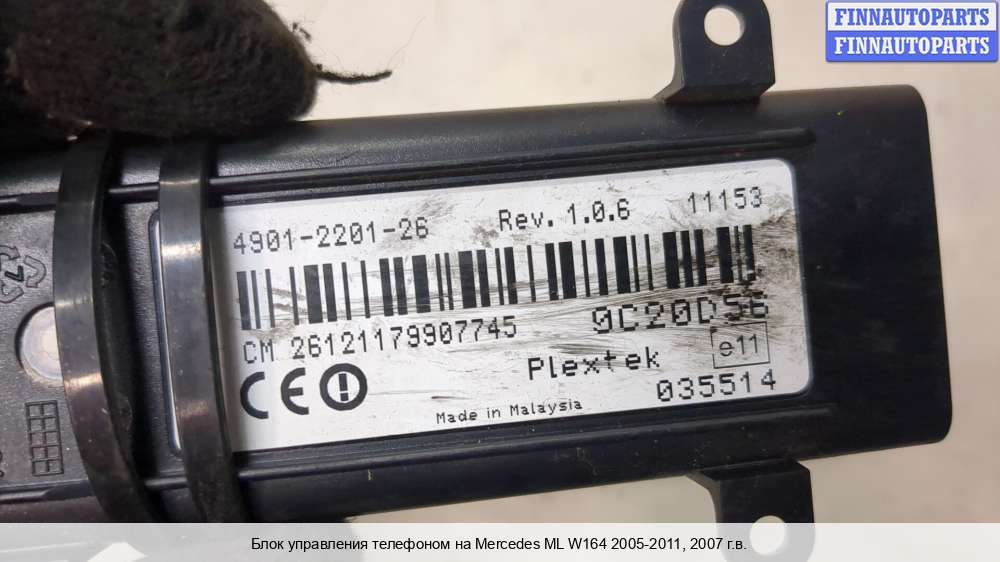 FINNAUTOPARTS
FINNAUTOPARTS
4901-2201-26 Rev. 1.0.6 11153
CM 26121179907745 0C20D56
Plextek e11
035514
Made in Malaysia
Блок управления телефоном на Mercedes ML W164 2005-2011, 2007 г.в.